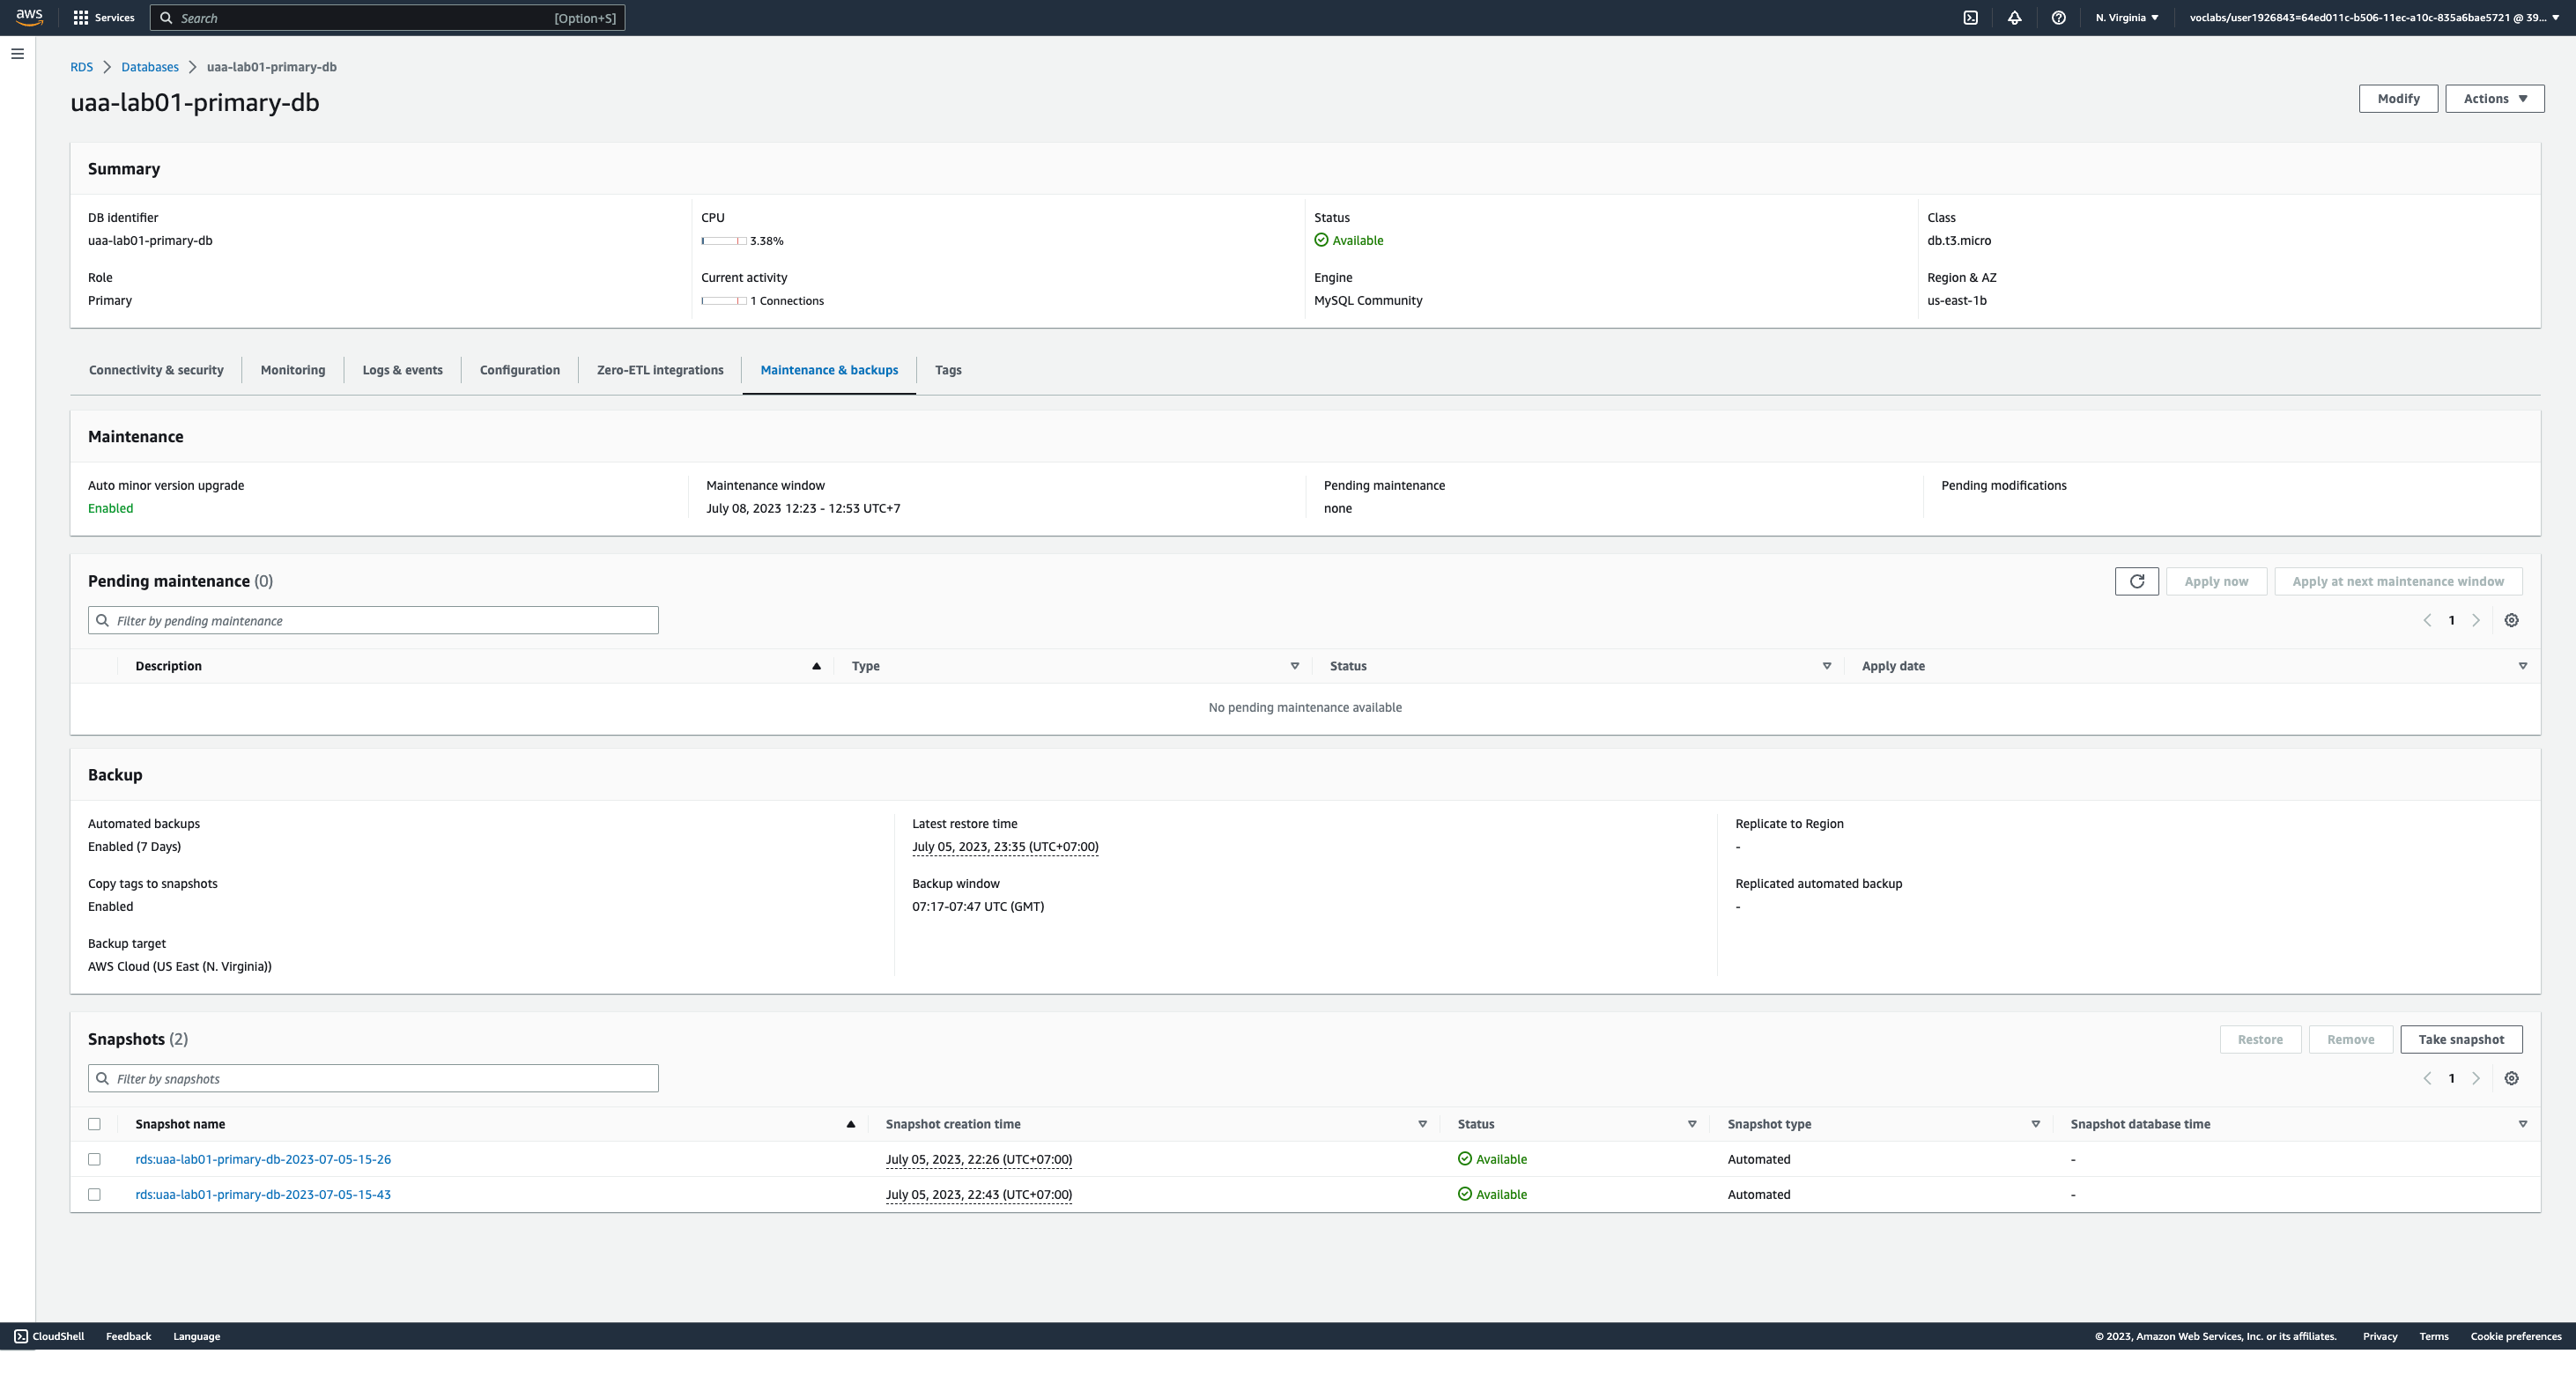 aws Services Search [Option+S] N. Virginia voclabs/user1926843=64ed011c-b506-11ec-a10c-835a6bae5721 @ 39...
RDS Databases uaa-lab01-primary-db
uaa-lab01-primary-db
Modify Actions
Summary
DB identifier CPU Status Class
uaa-lab01-primary-db 3.38% Available db.t3.micro
Role Current activity Engine Region & AZ
Primary 1 Connections MySQL Community us-east-1b
Connectivity & security Monitoring Logs & events Configuration Zero-ETL integrations Maintenance & backups Tags
Maintenance
Auto minor version upgrade Maintenance window Pending maintenance Pending modifications
Enabled July 08, 2023 12:23 - 12:53 UTC+7 none
Pending maintenance (0) Apply now Apply at next maintenance window
Filter by pending maintenance 1
Description Type Status Apply date
No pending maintenance available
Backup
Automated backups Latest restore time Replicate to Region
Enabled (7 Days) July 05, 2023, 23:35 (UTC+07:00) -
Copy tags to snapshots Backup window Replicated automated backup
Enabled 07:17-07:47 UTC (GMT) -
Backup target
AWS Cloud (US East (N. Virginia))
Snapshots (2) Restore Remove Take snapshot
Filter by snapshots 1
Snapshot name Snapshot creation time Status Snapshot type Snapshot database time
rds:uaa-lab01-primary-db-2023-07-05-15-26 July 05, 2023, 22:26 (UTC+07:00) Available Automated -
rds:uaa-lab01-primary-db-2023-07-05-15-43 July 05, 2023, 22:43 (UTC+07:00) Available Automated -
CloudShell Feedback Language © 2023, Amazon Web Services, Inc. or its affiliates. Privacy Terms Cookie preferences